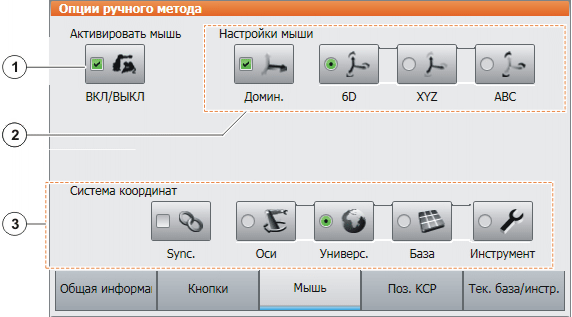 Опции ручного метода
Активировать мышь
Настройки мыши
1
ВКЛ/ВЫКЛ
Домин.
6D
XYZ
ABC
2
Система координат
3
Sync.
Оси
Универс.
База
Инструмент
Общая информа
Кнопки
Мышь
Поз. KCP
Тек. база/инстр.